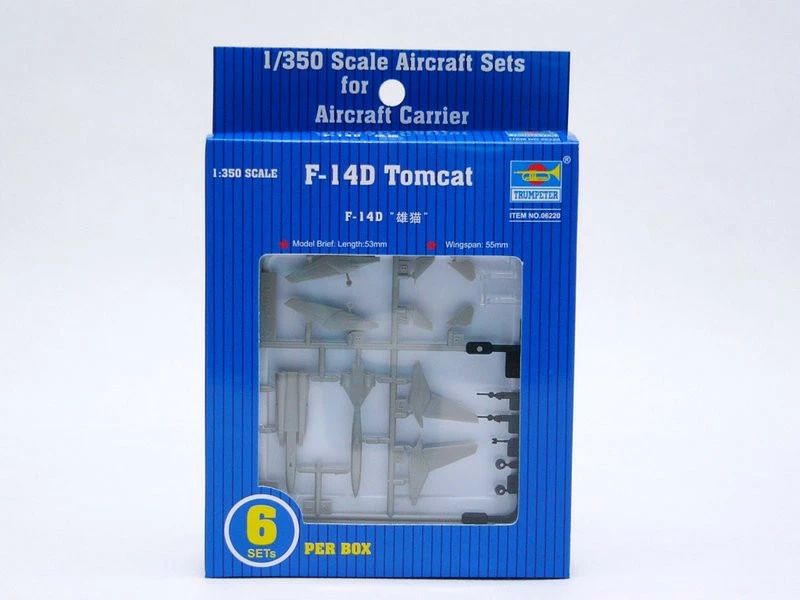 1/350 Scale Aircraft Sets
for
Aircraft Carrier
1:350 SCALE
F-14D Tomcat
®
TRUMPETER
F-14D "雄猫"
ITEM NO.06220
Model Brief. Length:53mm
Wingspan: 55mm
6
SETs
PER BOX